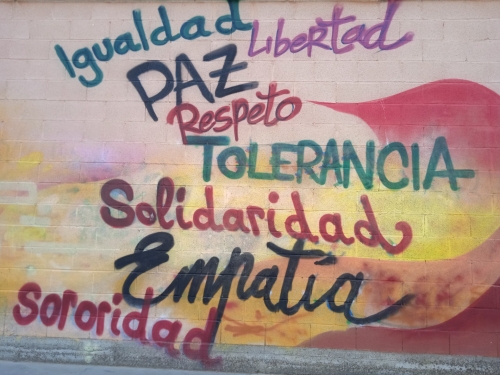 Igualdad Libertad
PAZ
Respeto
TOLERANCIA
Solidaridad
Empatía
Sororidad